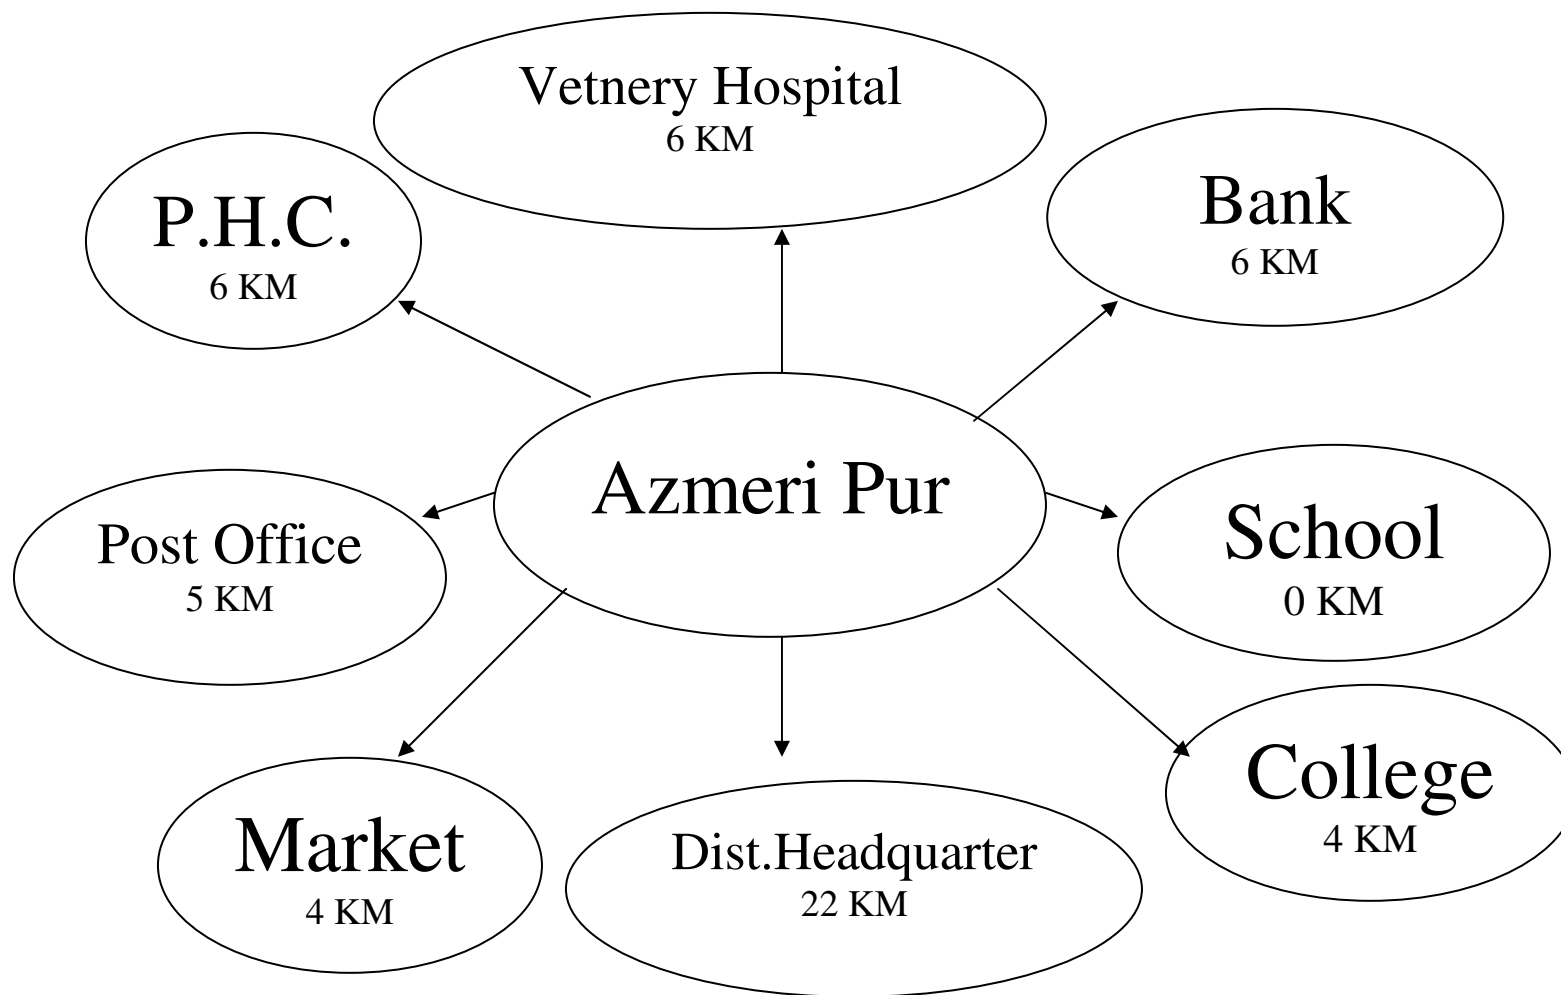 Vetnery Hospital
6 KM
P.H.C.
6 KM
Bank
6 KM
Azmeri Pur
Post Office
5 KM
School
0 KM
Market
4 KM
Dist.Headquarter
22 KM
College
4 KM